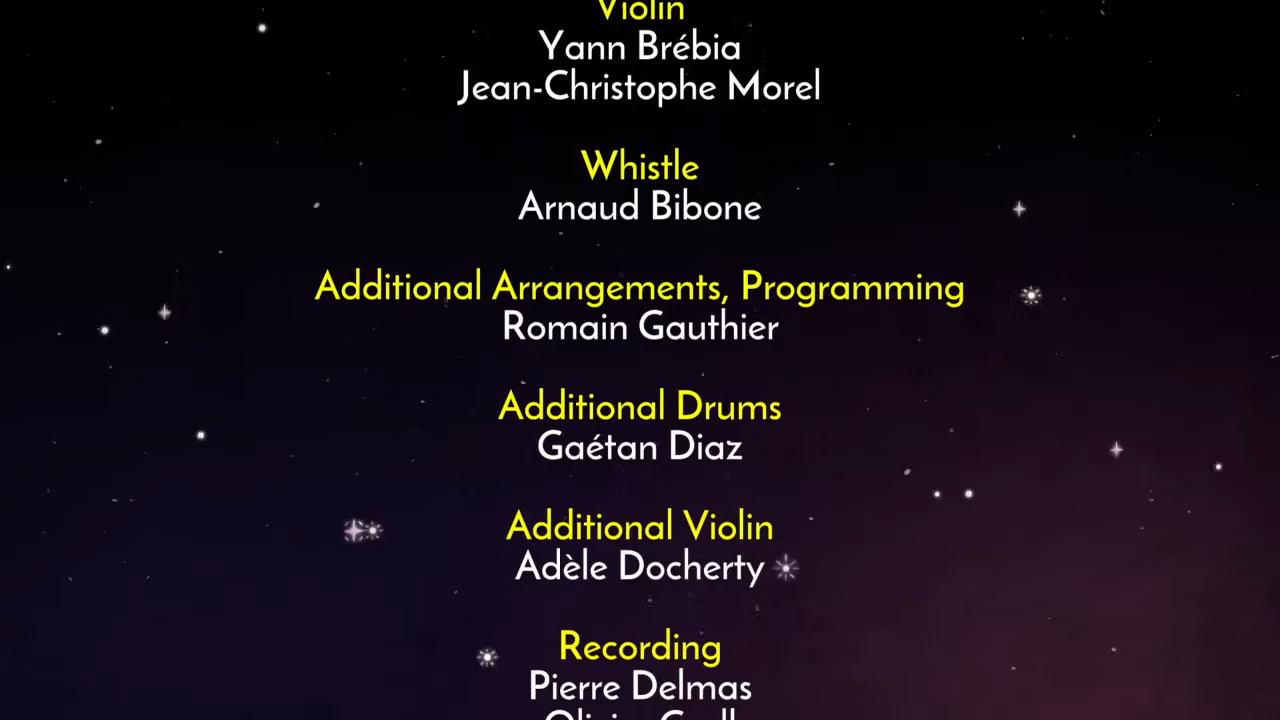 Violin
Yann Brébia
Jean-Christophe Morel
Whistle
Arnaud Bibone
Additional Arrangements, Programming
Romain Gauthier
Additional Drums
Gaétan Diaz
Additional Violin
Adèle Docherty
Recording
Pierre Delmas